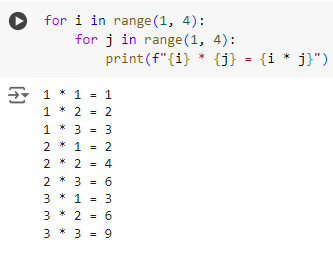 for i in range(1, 4):
    for j in range(1, 4):
        print(f"{i} * {j} = {i * j}")
1 * 1 = 1
1 * 2 = 2
1 * 3 = 3
2 * 1 = 2
2 * 2 = 4
2 * 3 = 6
3 * 1 = 3
3 * 2 = 6
3 * 3 = 9